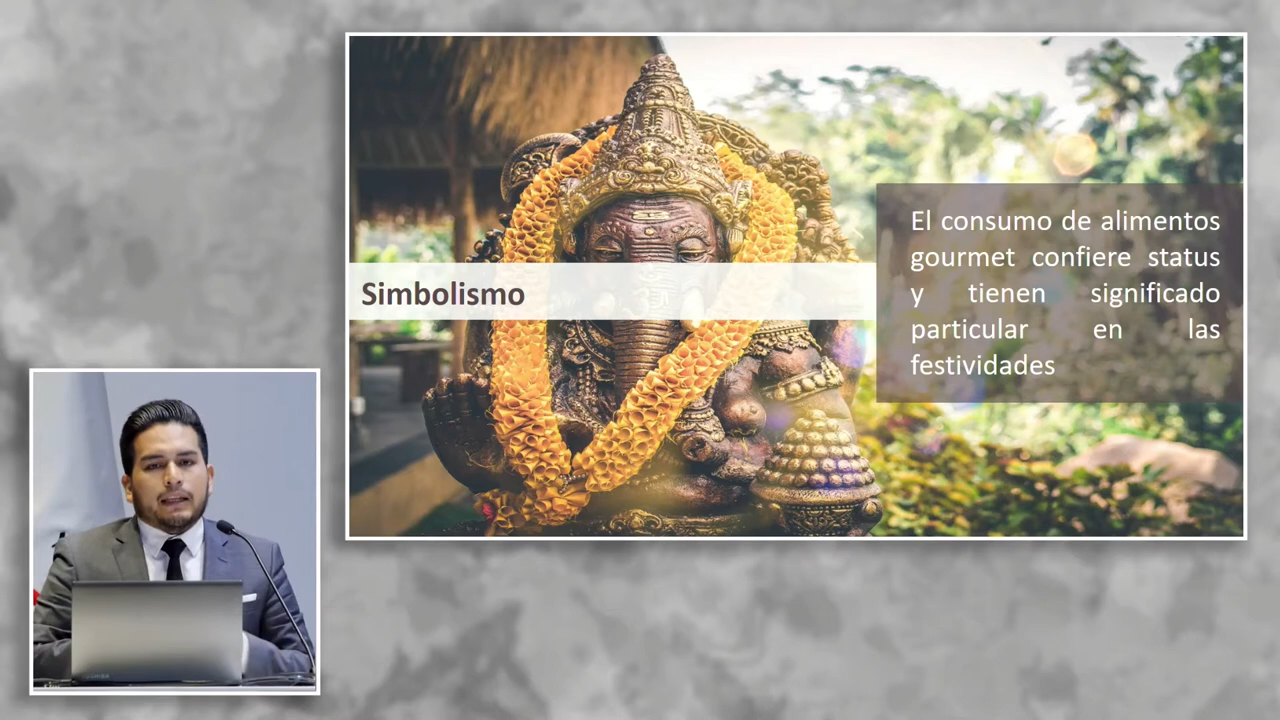 Simbolismo
El consumo de alimentos
gourmet confiere status
y tienen significado
particular en las
festividades